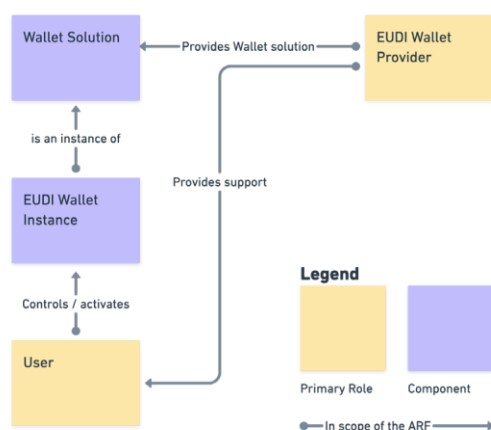 Wallet Solution
Provides Wallet solution
EUDI Wallet
Provider
is an instance of
Provides support
EUDI Wallet
Instance
Controls / activates
User
Legend
Primary Role
Component
In scope of the ARF